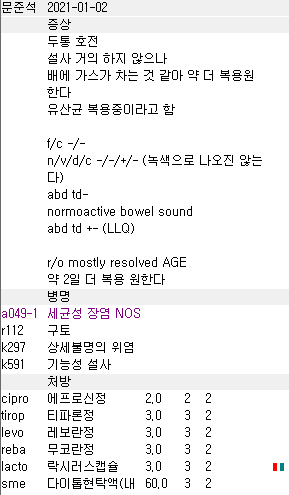 문준석 2021-01-02
증상
두통 호전
설사 거의 하지 않으나
배에 가스가 차는 것 같아 약 더 복용원
한다
유산균 복용중이라고 함
f/c -/-
n/v/d/c -/-/+/- (녹색으로 나오진 않는
다)
abd td-
normoactive bowel sound
abd td +- (LLQ)
r/o mostly resolved AGE
약 2일 더 복용 원한다
병명
a049-1 세균성 장염 NOS
r112 구토
k297 상세불명의 위염
k591 기능성 설사
처방
cipro 에프로신정 2.0 2 2
tirop 티파론정 3.0 3 2
levo 레보란정 3.0 3 2
reba 무코란정 3.0 3 2
lacto 락시러스캡슐 3.0 3 2
sme 다이톱현탁액(내 60.0 3 2